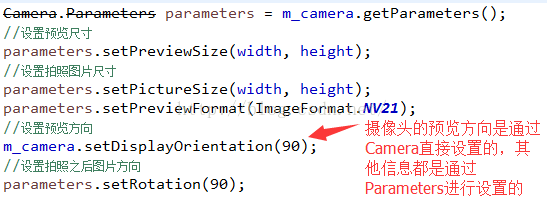 Camera.Parameters parameters = m_camera.getParameters();
//设置预览尺寸
parameters.setPreviewSize(width, height);
//设置拍照图片尺寸
parameters.setPictureSize(width, height);
parameters.setPreviewFormat(ImageFormat.NV21);
//设置预览方向
m_camera.setDisplayOrientation(90);
//设置拍照之后图片方向
parameters.setRotation(90);
摄像头的预览方向是通过
Camera直接设置的，其
他信息都是通过
Parameters进行设置的